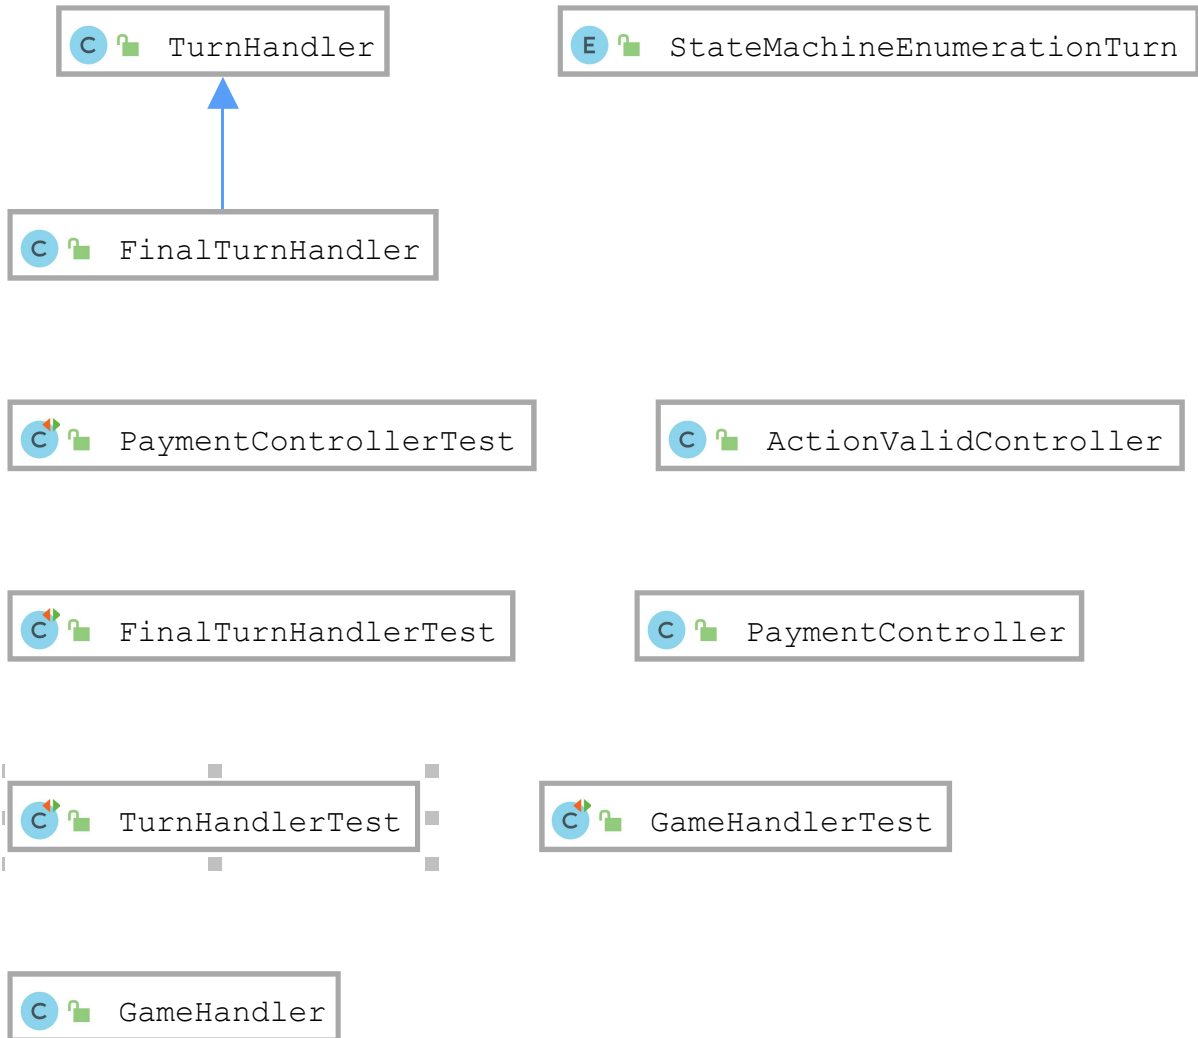 C TurnHandler
E StateMachineEnumerationTurn
C FinalTurnHandler
C PaymentControllerTest
C ActionValidController
C FinalTurnHandlerTest
C PaymentController
C TurnHandlerTest
C GameHandlerTest
C GameHandler